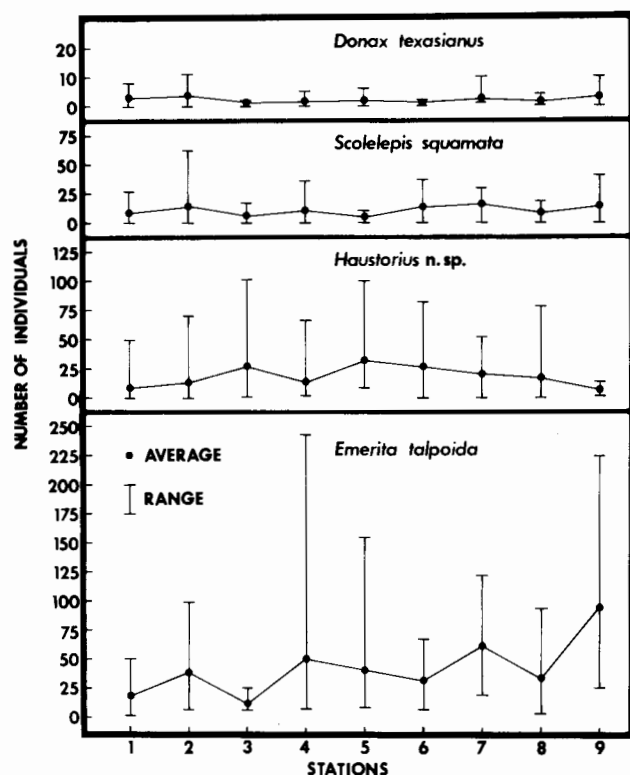 Donax texasianus
20
10
0
Scolelepis squamata
75
50
25
0
Haustorius n. sp.
125
100
75
50
25
0
Emerita talpoida
250
225
200
175
150
125
100
75
50
25
0
AVERAGE
RANGE
NUMBER OF INDIVIDUALS
1 2 3 4 5 6 7 8 9
STATIONS